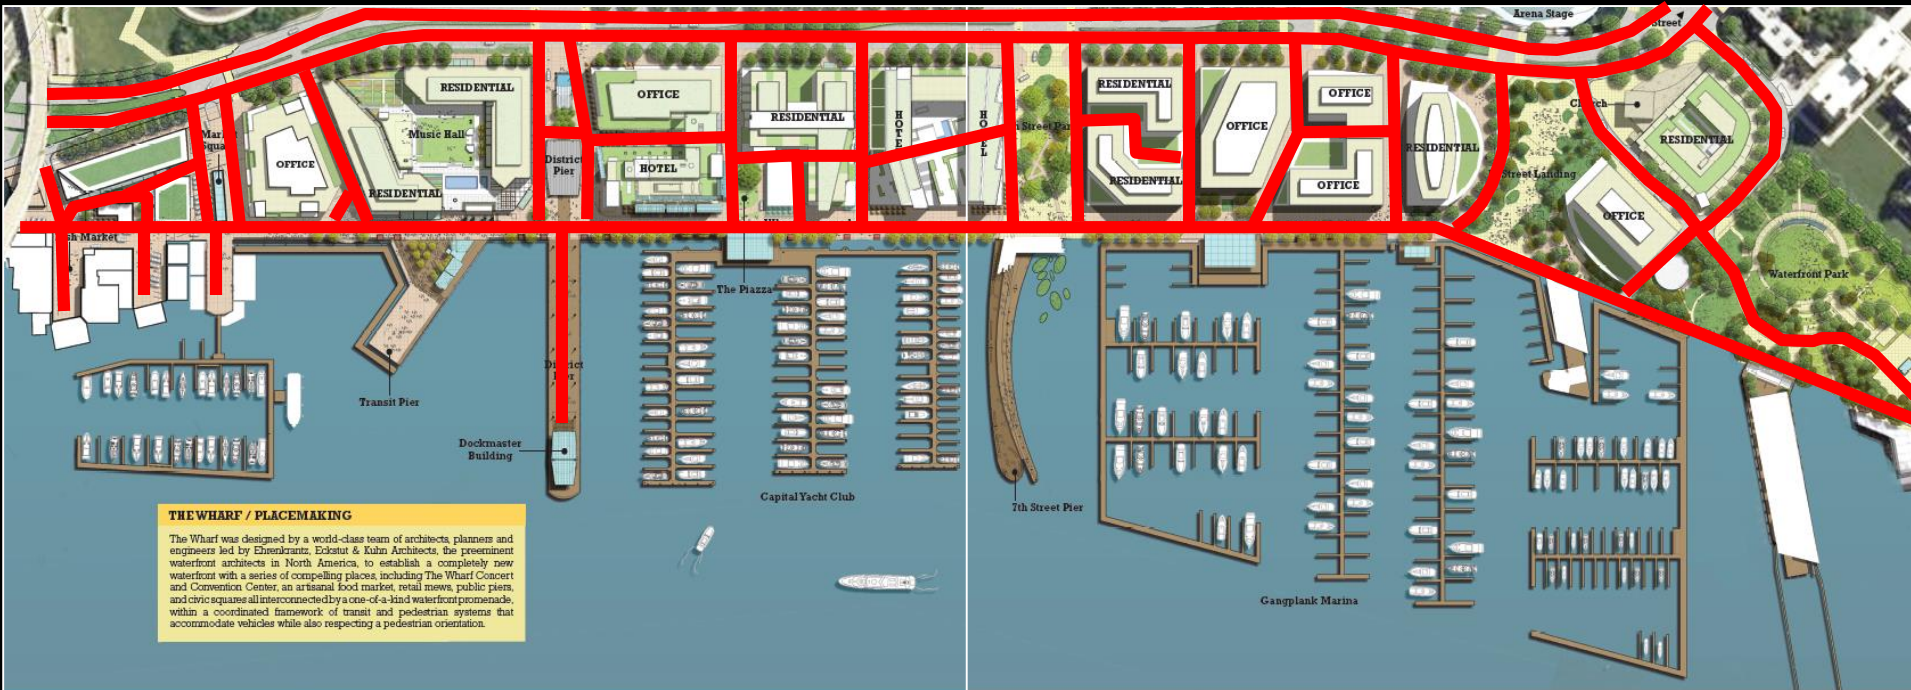 Arena Stage
Street
RESIDENTIAL
OFFICE
RESIDENTIAL
HOTEL
HOTEL
RESIDENTIAL
OFFICE
OFFICE
Church
Music Hall
OFFICE
District
Pier
HOTEL
Street Par
RESIDENTIAL
RESIDENTIAL
Street Landing
RESIDENTIAL
RESIDENTIAL
OFFICE
OFFICE
Market
The Piazza
Waterfront Park
Transit Pier
Dockmaster
Building
Capital Yacht Club
7th Street Pier
Gangplank Marina
THE WHARF / PLACEMAKING
The Wharf was designed by a world-class team of architects, planners and
engineers led by Ehrenkrantz, Eckstut & Kuhn Architects, the preeminent
waterfront architects in North America, to establish a completely new
waterfront with a series of compelling places, including The Wharf Concert
and Convention Center, an artisanal food market, retail mews, public piers,
and civic squares all interconnected by a one-of-a-kind waterfront promenade,
within a coordinated framework of transit and pedestrian systems that
accommodate vehicles while also respecting a pedestrian orientation.